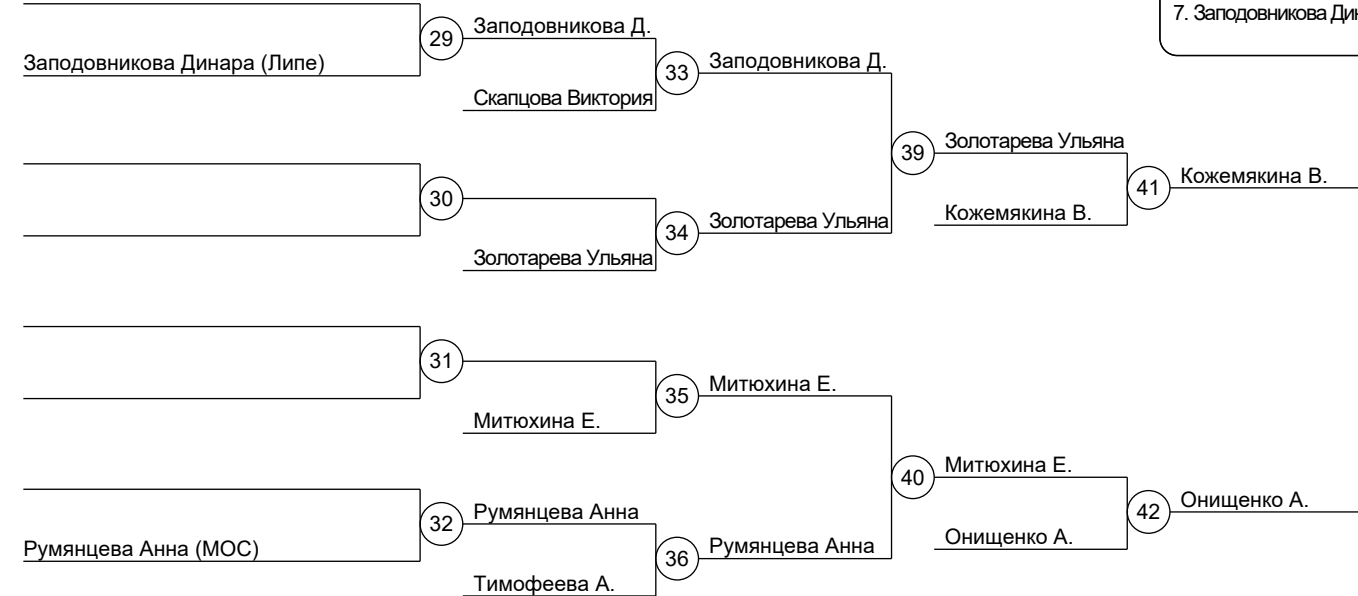 7. Заподовникова Дин
29
Заподовникова Д.
Заподовникова Динара (Липе)
33
Заподовникова Д.
Скапцова Виктория
39
Золотарева Ульяна
30
41
Кожемякина В.
34
Золотарева Ульяна
Кожемякина В.
Золотарева Ульяна
31
35
Митюхина Е.
Митюхина Е.
40
Митюхина Е.
32
Румянцева Анна
42
Онищенко А.
Румянцева Анна (МОС)
36
Румянцева Анна
Онищенко А.
Тимофеева А.